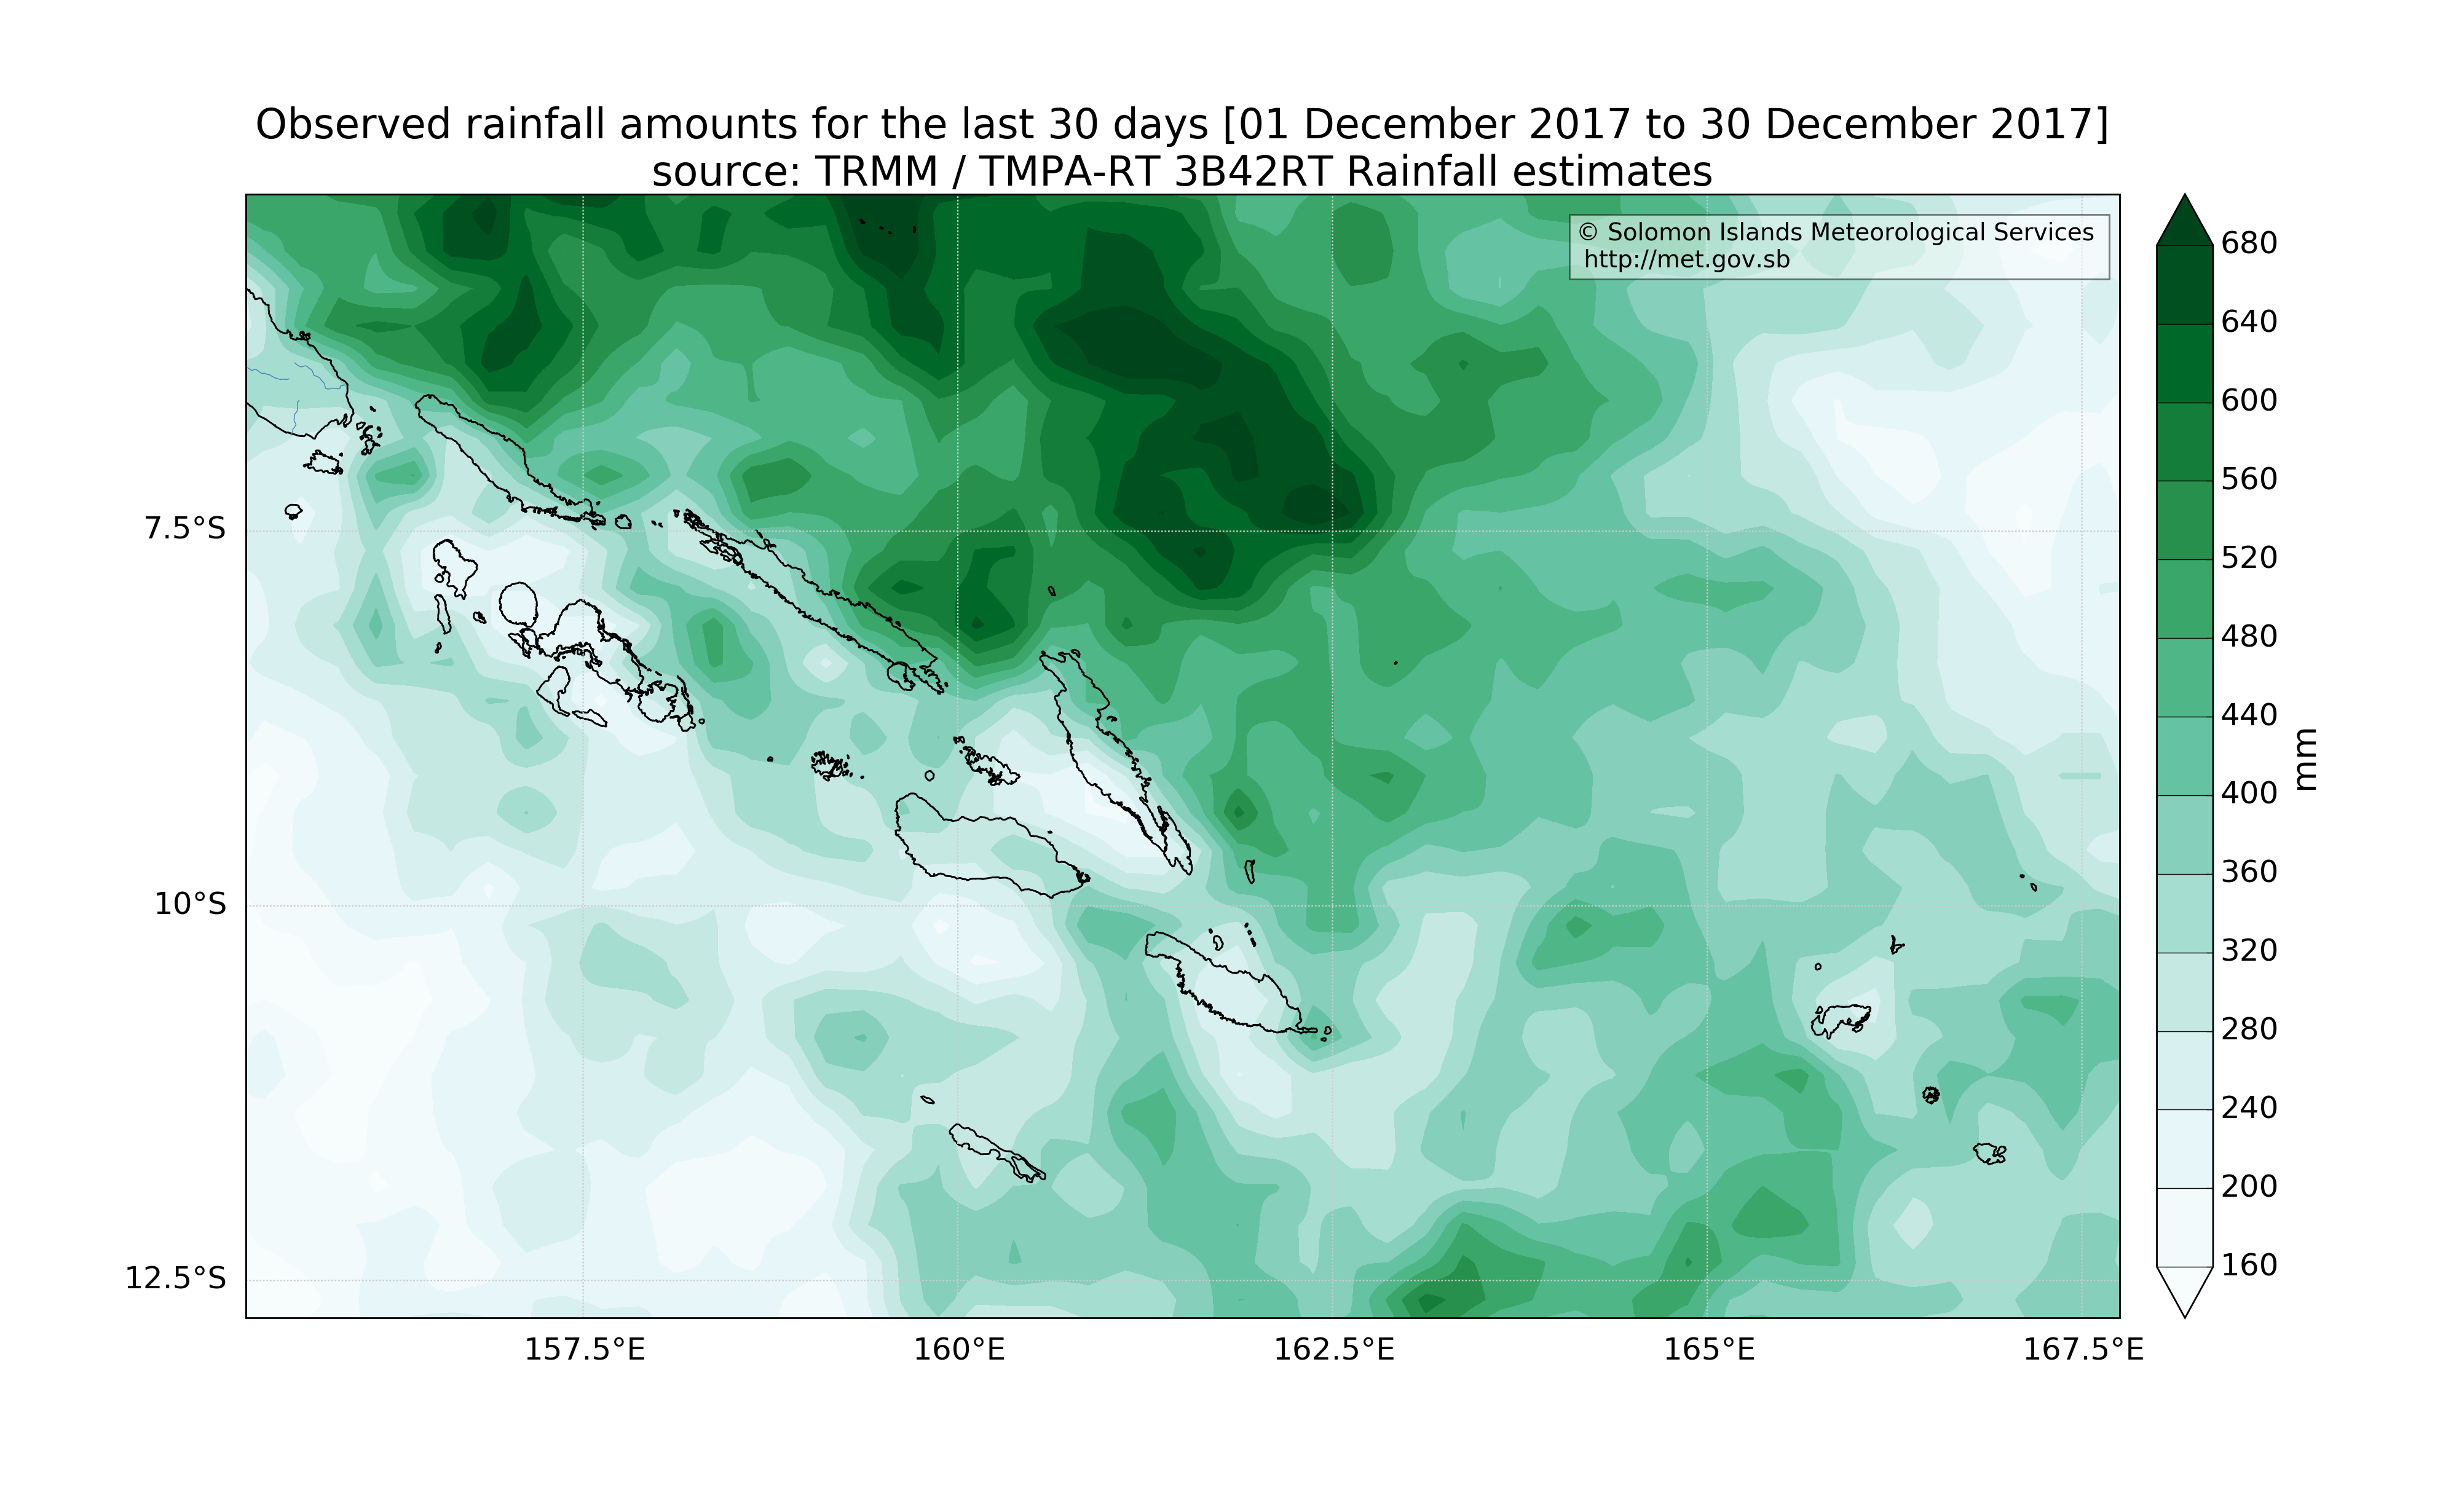 Observed rainfall amounts for the last 30 days [01 December 2017 to 30 December 2017]
source: TRMM / TMPA-RT 3B42RT Rainfall estimates
© Solomon Islands Meteorological Services
http://met.gov.sb
7.5°S
10°S
12.5°S
157.5°E
160°E
162.5°E
165°E
167.5°E
680
640
600
560
520
480
440
400
360
320
280
240
200
160
mm